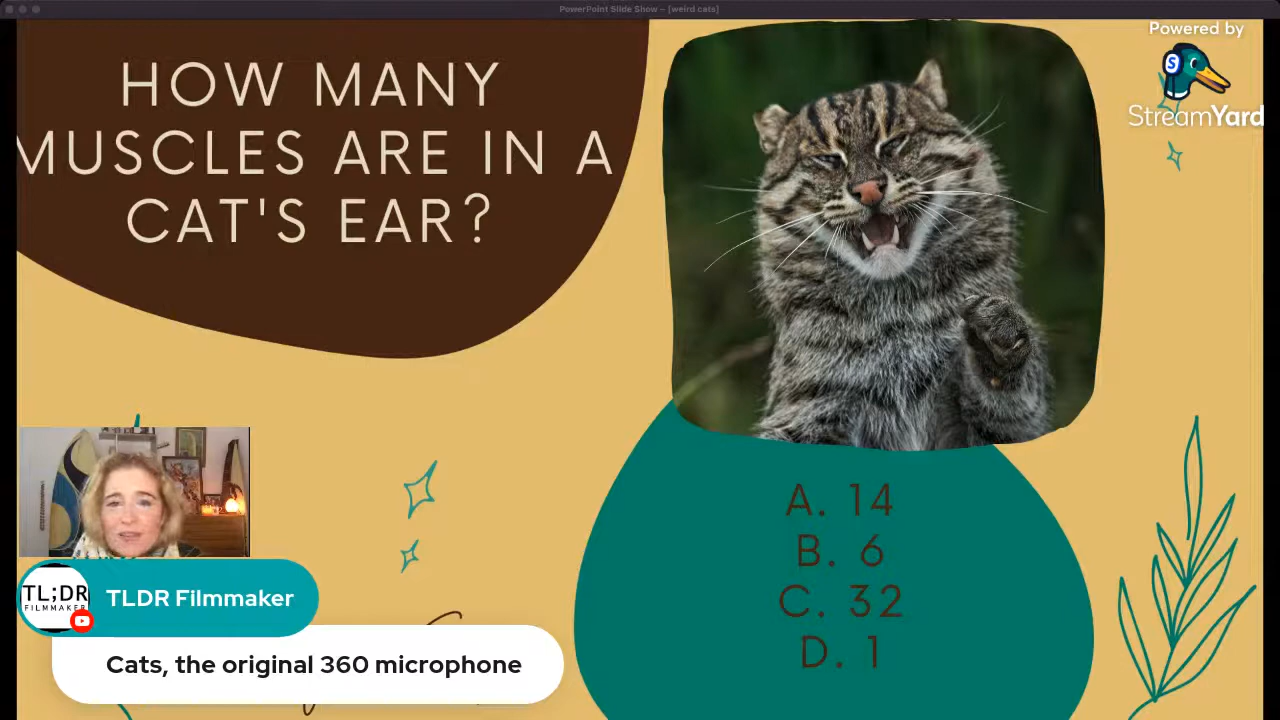 PowerPoint Slide Show - [weird cats]
HOW MANY
MUSCLES ARE IN A
CAT'S EAR?
Powered by
S
StreamYard
A. 14
B. 6
C. 32
D. 1
TL;DR
FILMMAKER
TLDR Filmmaker
Cats, the original 360 microphone